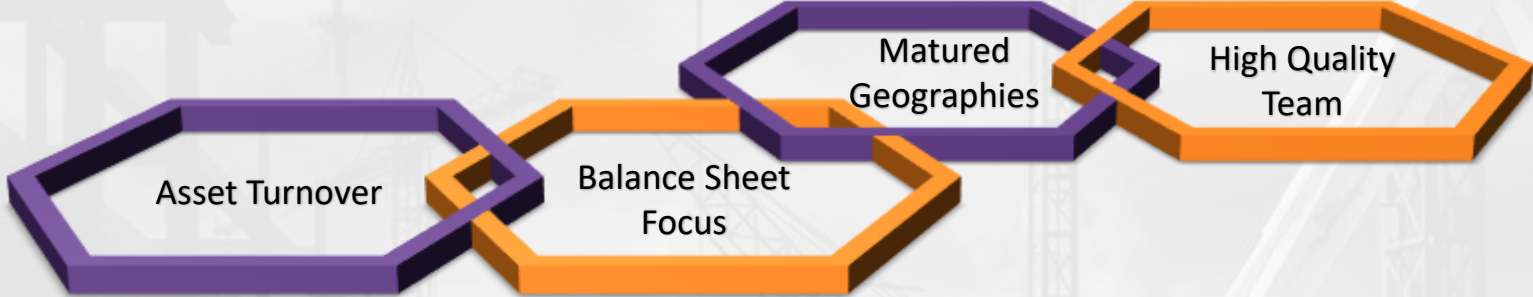 Asset Turnover
Balance Sheet
Focus
Matured
Geographies
High Quality
Team